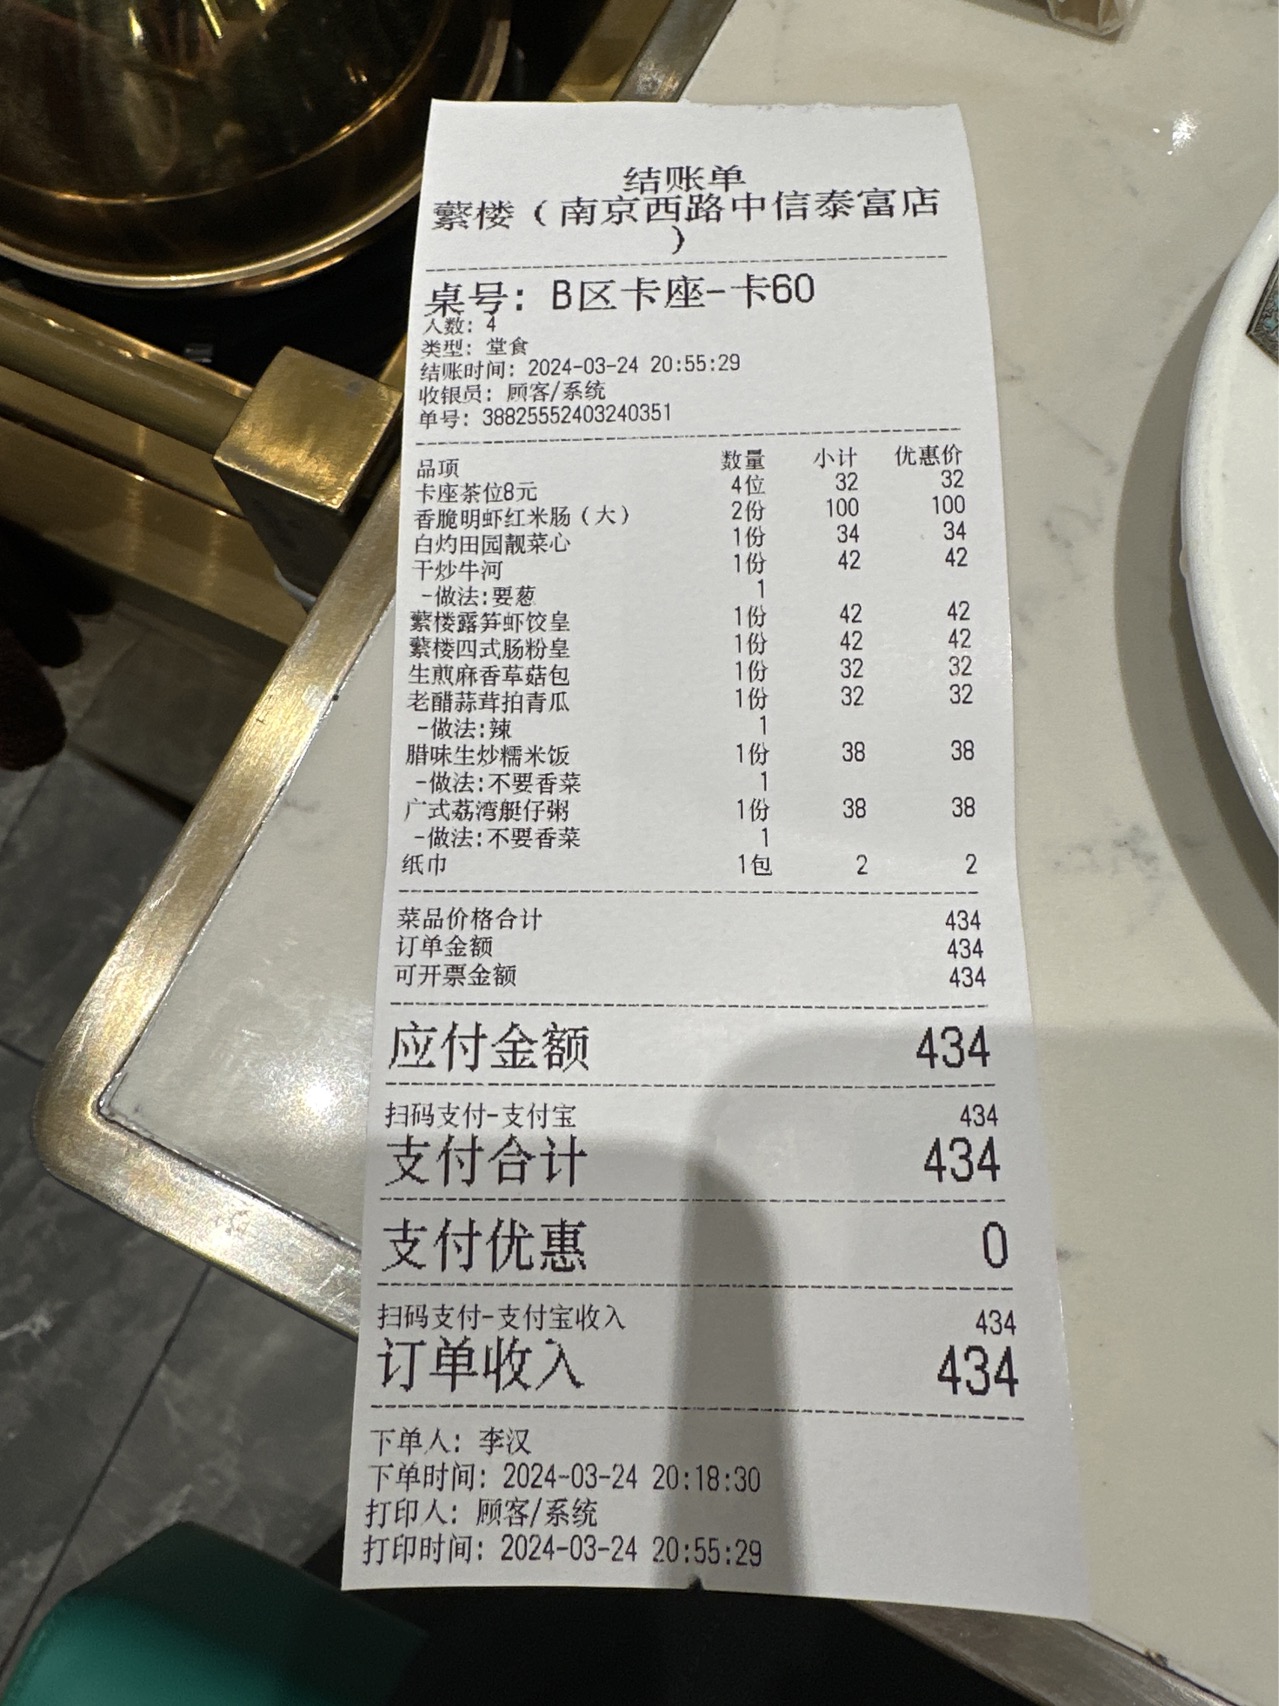 结账单
蘩楼（南京西路中信泰富店
）
桌号: B区卡座-卡60
人数: 4
类型: 堂食
结账时间: 2024-03-24 20:55:29
收银员: 顾客/系统
单号: 38825552403240351
品项 数量 小计 优惠价
卡座茶位8元 4位 32 32
香脆明虾红米肠（大） 2份 100 100
白灼田园靓菜心 1份 34 34
干炒牛河 1份 42 42
-做法:要葱 1
蘩楼露笋虾饺皇 1份 42 42
蘩楼四式肠粉皇 1份 42 42
生煎麻香草菇包 1份 32 32
老醋蒜茸拍青瓜 1份 32 32
-做法:辣 1
腊味生炒糯米饭 1份 38 38
-做法:不要香菜 1
广式荔湾艇仔粥 1份 38 38
-做法:不要香菜 1
纸巾 1包 2 2
菜品价格合计 434
订单金额 434
可开票金额 434
应付金额 434
扫码支付-支付宝 434
支付合计 434
支付优惠 0
扫码支付-支付宝收入 434
订单收入 434
下单人: 李汉
下单时间: 2024-03-24 20:18:30
打印人: 顾客/系统
打印时间: 2024-03-24 20:55:29